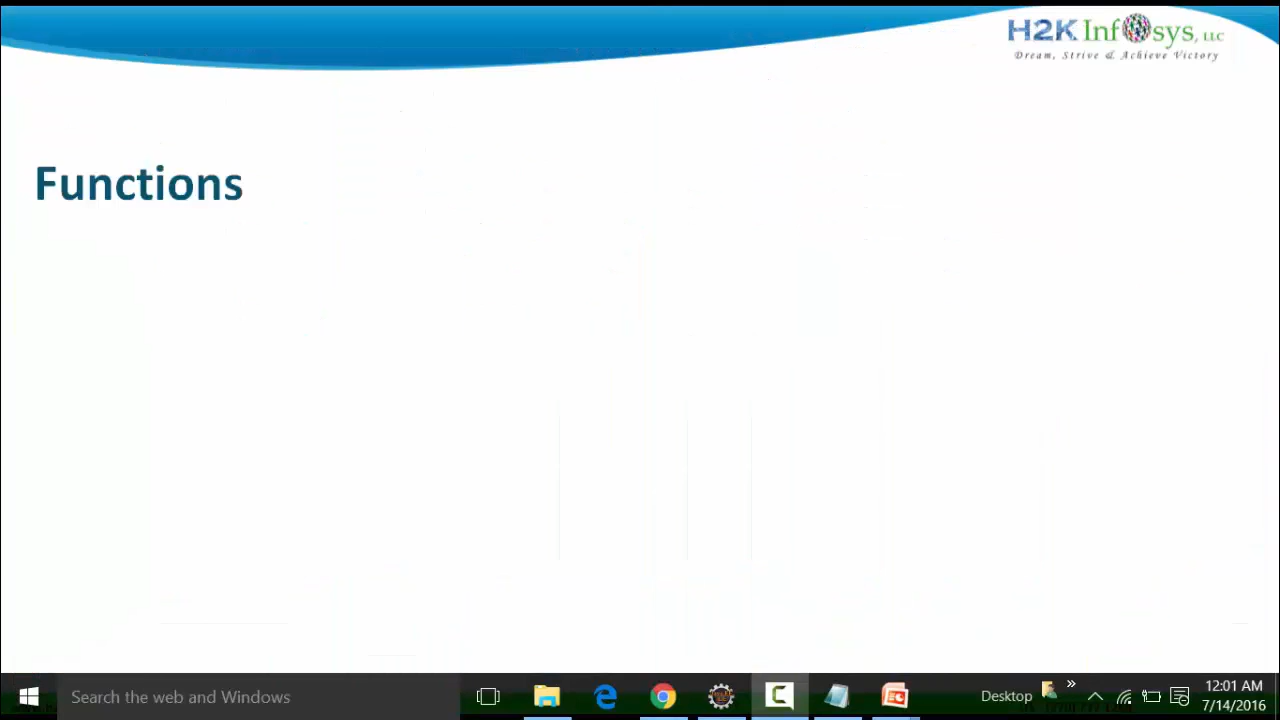 H2K Infosys, LLC
Dream, Strive & Achieve Victory
Functions
Search the web and Windows
Desktop
»
12:01 AM
7/14/2016